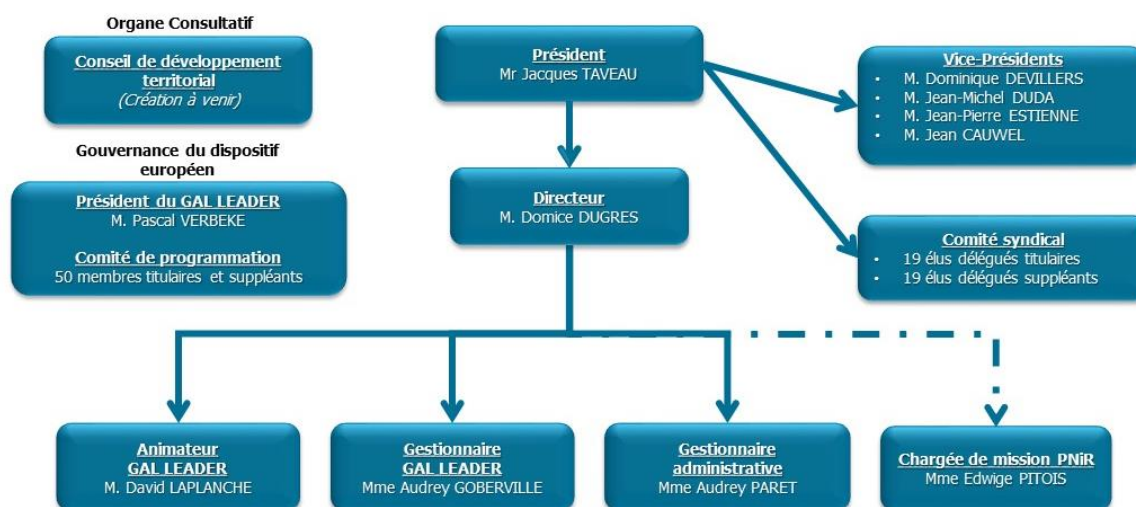 Organe Consultatif
Conseil de développement
territorial
(Création à venir)
Gouvernance du dispositif
européen
Président du GAL LEADER
M. Pascal VERBEKE
Comité de programmation
50 membres titulaires et suppléants
Président
Mr Jacques TAVEAU
Vice-Présidents
• M. Dominique DEVILLERS
• M. Jean-Michel DUDA
• M. Jean-Pierre ESTIENNE
• M. Jean CAUWEL
Directeur
M. Domice DUGRES
Comité syndical
• 19 élus délégués titulaires
• 19 élus délégués suppléants
Animateur
GAL LEADER
M. David LAPLANCHE
Gestionnaire
GAL LEADER
Mme Audrey GOBERVILLE
Gestionnaire
administrative
Mme Audrey PARET
Chargée de mission PNiR
Mme Edwige PITOIS